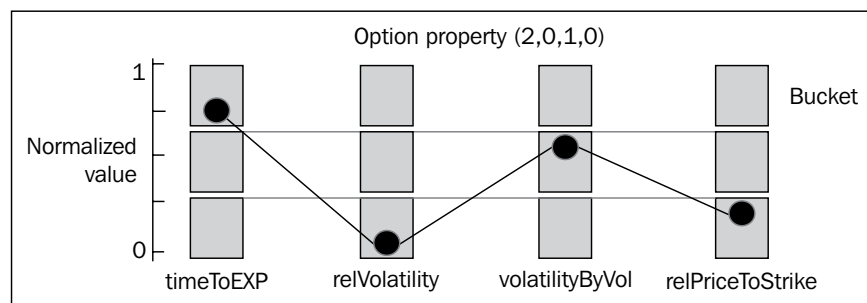 Option property (2,0,1,0)
1
Bucket
Normalized
value
0
timeToEXP relVolatility volatilityByVol relPriceToStrike